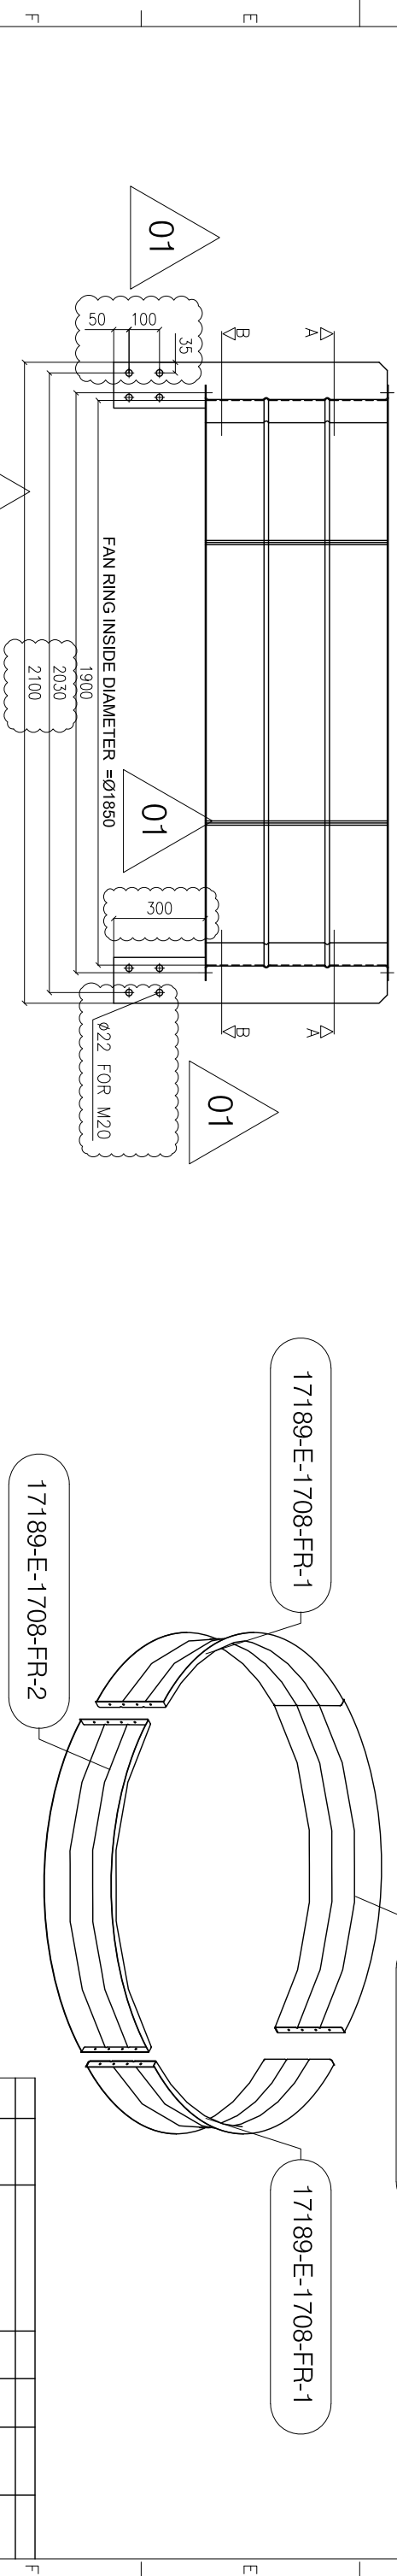 F
E
01
50
100
35
B
A
FAN RING INSIDE DIAMETER =Ø1850
1900
2030
2100
01
300
B
A
Ø22 FOR M20
01
17189-E-1708-FR-1
17189-E-1708-FR-2
17189-E-1708-FR-1
F
E